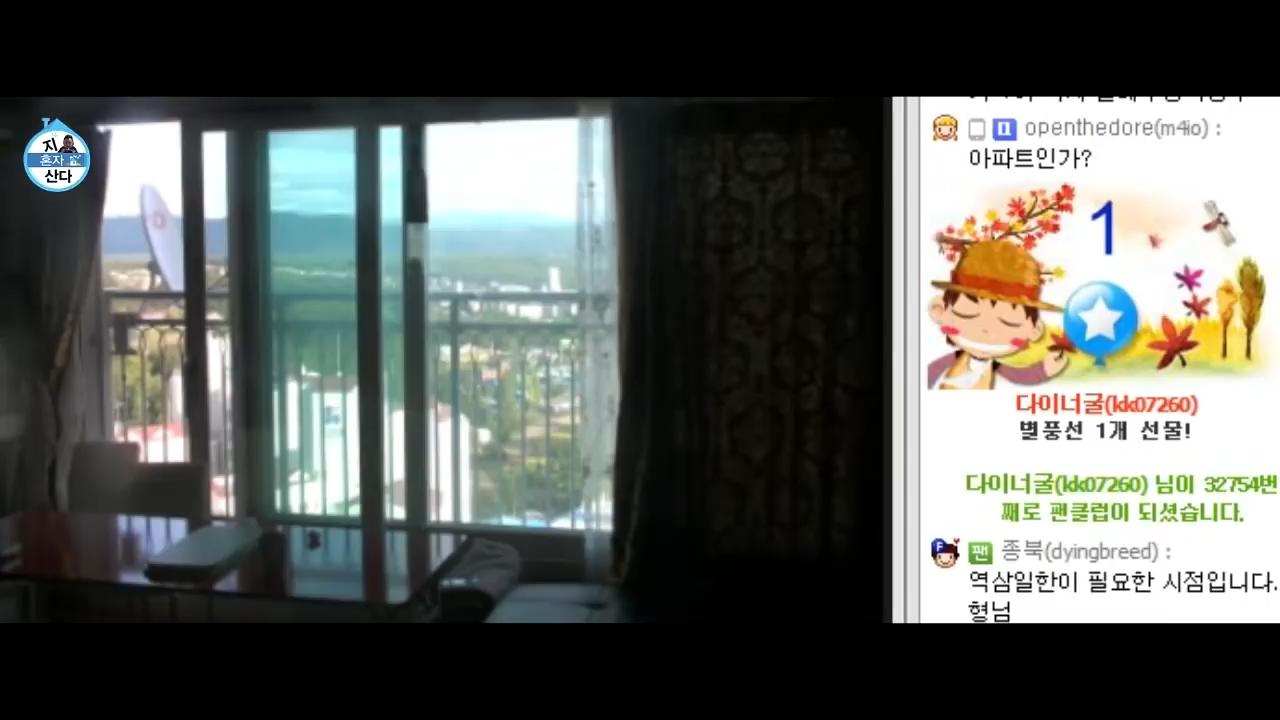 혼자
산다
openthedore(m4io) :
아파트인가?
1
다이너굴(kk07260)
별풍선 1개 선물!
다이너굴(kk07260) 님이 32754번
째로 팬클럽이 되셨습니다.
팬 종북(dyingbreed) :
역삼일한이 필요한 시점입니다.
형님